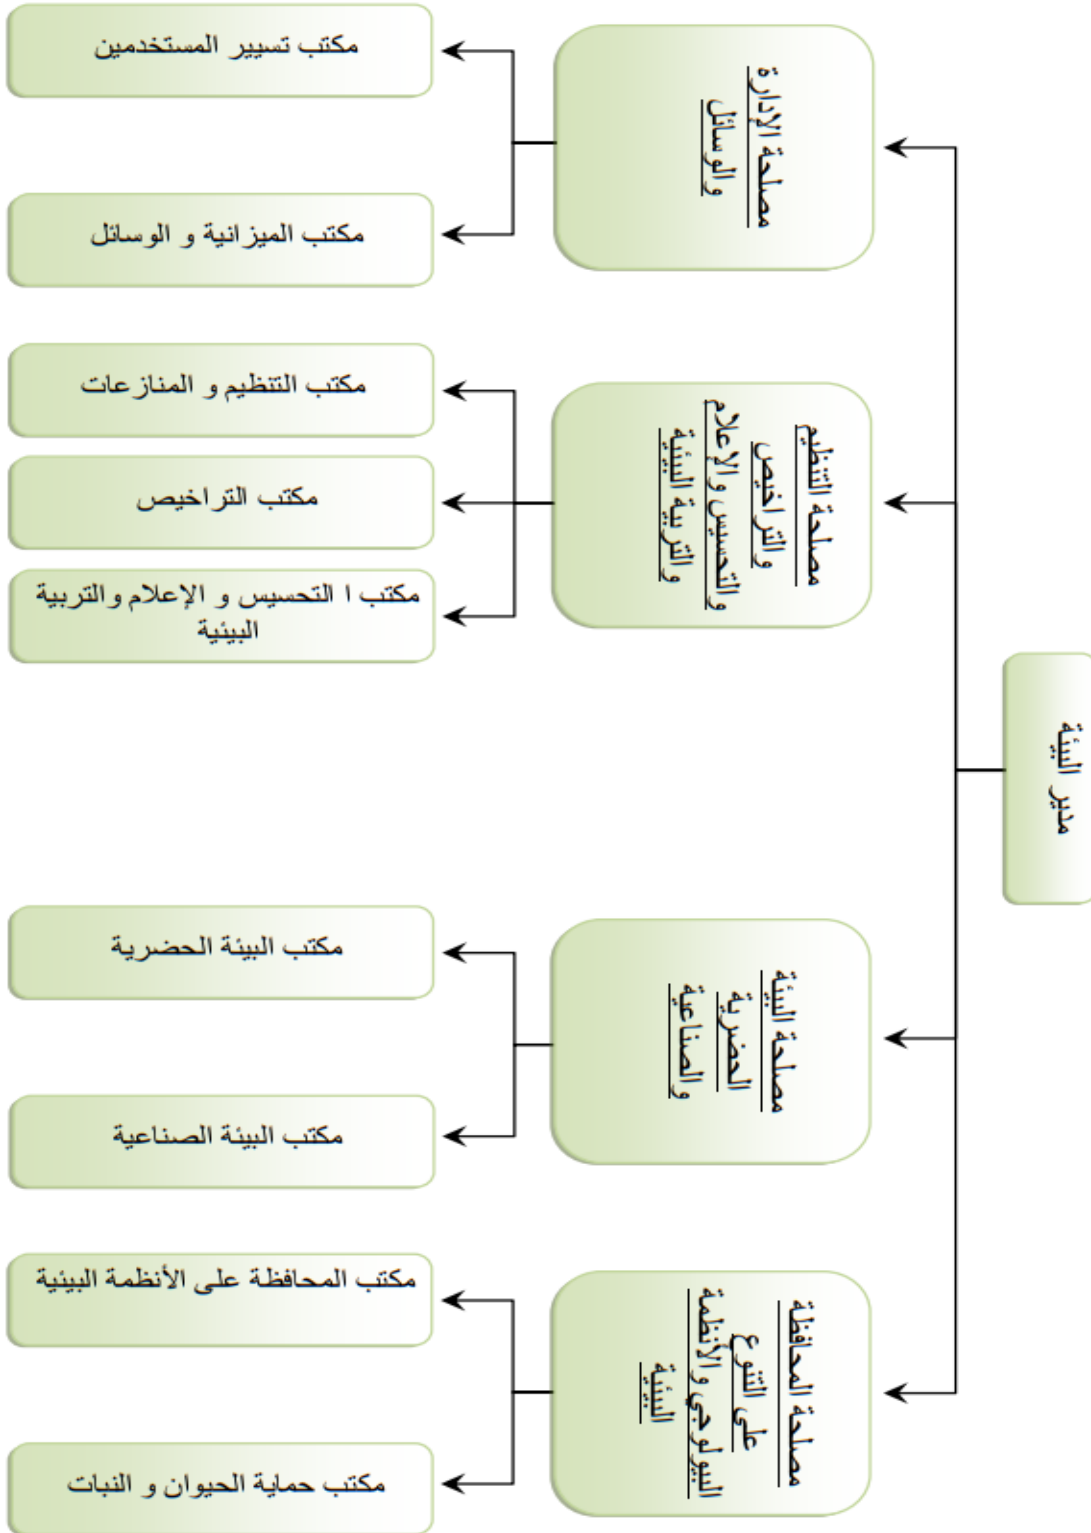 مدير البيئة
مصلحة الإدارة
والوسائل
مكتب تسيير المستخدمين
مكتب الميزانية و الوسائل
مصلحة التنظيم
والتراخيص
والتحسيس والإعلام
والتربية البيئية
مكتب التنظيم و المنازعات
مكتب التراخيص
مكتب ا التحسيس و الإعلام والتربية
البيئية
مصلحة البيئة
الحضرية
والصناعية
مكتب البيئة الحضرية
مكتب البيئة الصناعية
مصلحة المحافظة
على التنوع
البيولوجي والأنظمة
البيئية
مكتب المحافظة على الأنظمة البيئية
مكتب حماية الحيوان و النبات